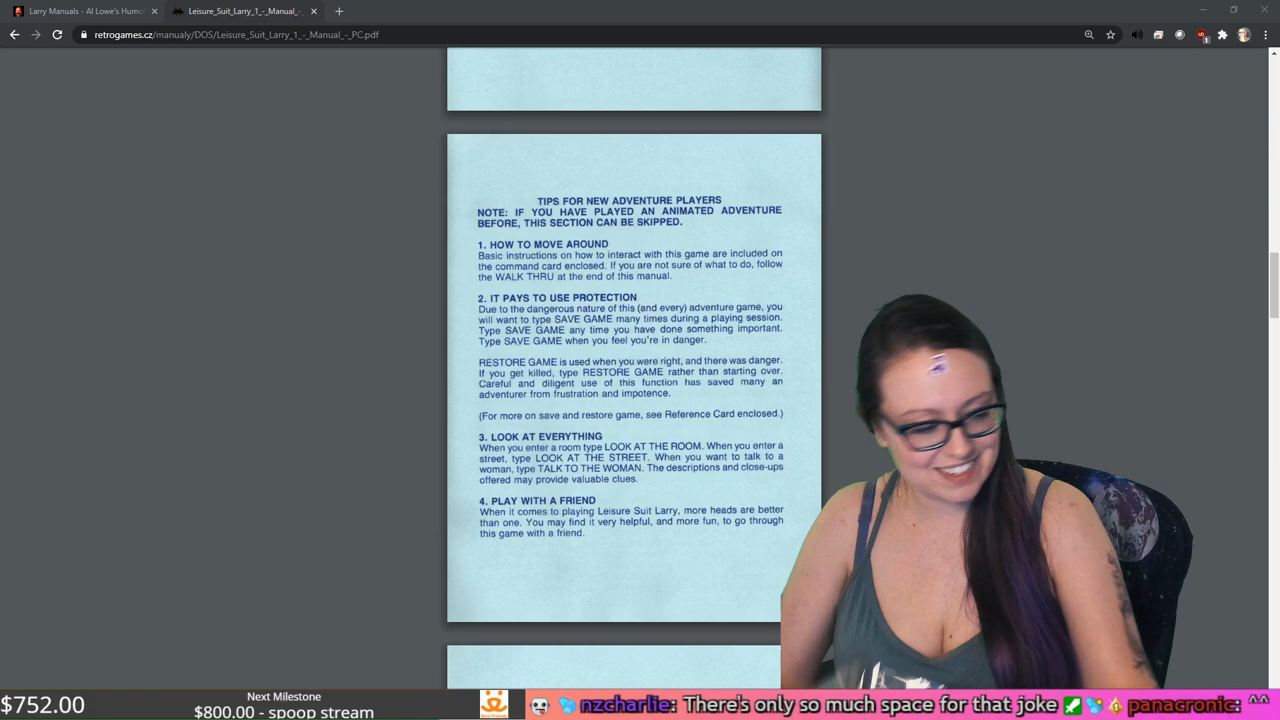 Larry Manuals - Al Lowe's Humo
Leisure_Suit_Larry_1_-_Manual_-
retrogames.cz/manualy/DOS/Leisure_Suit_Larry_1_-_Manual_-_PC.pdf
TIPS FOR NEW ADVENTURE PLAYERS
NOTE: IF YOU HAVE PLAYED AN ANIMATED ADVENTURE
BEFORE, THIS SECTION CAN BE SKIPPED.
1. HOW TO MOVE AROUND
Basic instructions on how to interact with this game are included on
the command card enclosed. If you are not sure of what to do, follow
the WALK THRU at the end of this manual.
2. IT PAYS TO USE PROTECTION
Due to the dangerous nature of this (and every) adventure game, you
will want to type SAVE GAME many times during a playing session.
Type SAVE GAME any time you have done something important.
Type SAVE GAME when you feel you're in danger.
RESTORE GAME is used when you were right, and there was danger.
If you get killed, type RESTORE GAME rather than starting over.
Careful and diligent use of this function has saved many an
adventurer from frustration and impotence.
(For more on save and restore game, see Reference Card enclosed.)
3. LOOK AT EVERYTHING
When you enter a room type LOOK AT THE ROOM. When you enter a
street, type LOOK AT THE STREET. When you want to talk to a
woman, type TALK TO THE WOMAN. The descriptions and close-ups
offered may provide valuable clues.
4. PLAY WITH A FRIEND
When it comes to playing Leisure Suit Larry, more heads are better
than one. You may find it very helpful, and more fun, to go through
this game with a friend.
$752.00
Next Milestone
$800.00 - spoop stream
nzcharlie: There's only so much space for that joke
panacronic: ^^